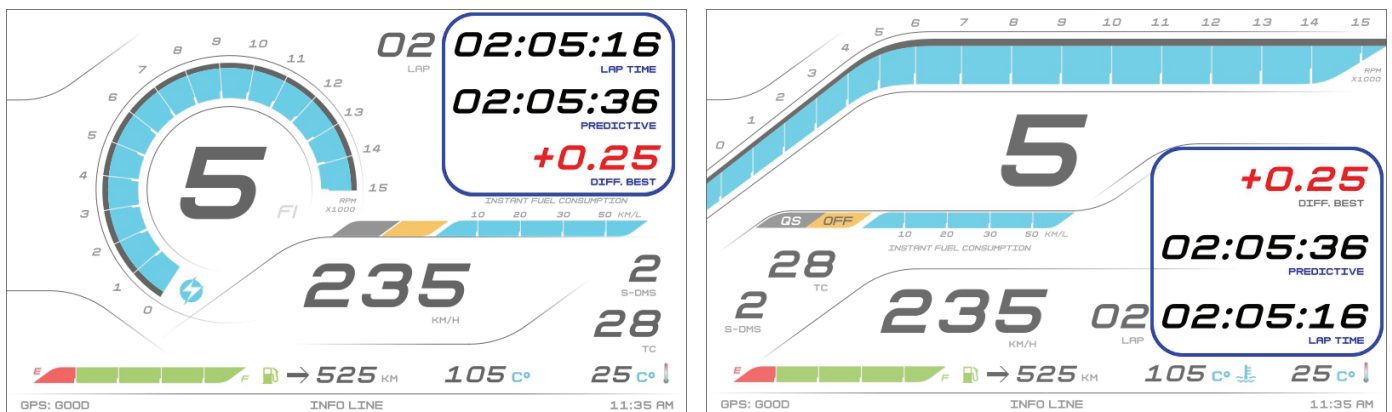 8 9 10
7 11
6 12
5 13
4 14
3 15
2
1
0
RPM
X1000
02 02:05:16
LAP LAP TIME
02:05:36
PREDICTIVE
+0.25
DIFF. BEST
5
FI
INSTANT FUEL CONSUMPTION
10 20 30 50 KM/L
235
KM/H
2
S-DMS
28
TC
E F → 525 KM 105 C° 25 C°
GPS: GOOD INFO LINE 11:35 AM
5 6 7 8 9 10 11 12 13 14 15
4
3
2
1
0
RPM
X1000
5
+0.25
DIFF. BEST
QS OFF
10 20 30 50 KM/L
INSTANT FUEL CONSUMPTION
02:05:36
PREDICTIVE
28
TC
2
S-DMS
235
KM/H
02 02:05:16
LAP LAP TIME
E F → 525 KM 105 C° 25 C°
GPS: GOOD INFO LINE 11:35 AM